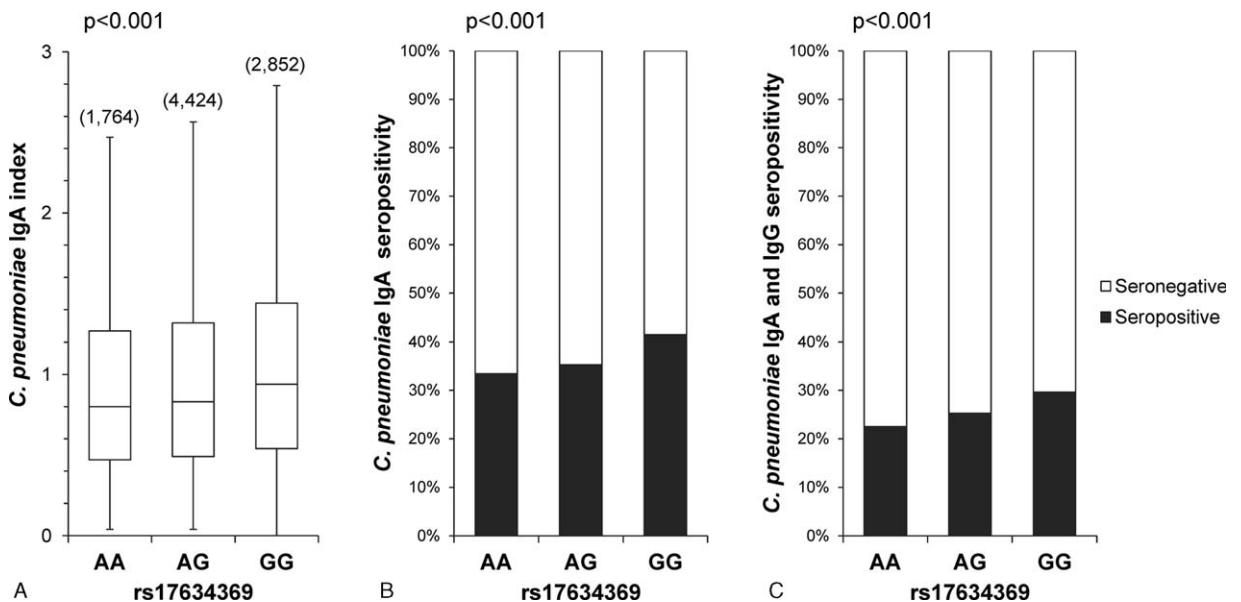 p<0.001
C. pneumoniae IgA index
3
2
1
0
(1,764)
(4,424)
(2,852)
AA AG GG
rs17634369
A
p<0.001
C. pneumoniae IgA seropositivity
100%
90%
80%
70%
60%
50%
40%
30%
20%
10%
0%
AA AG GG
rs17634369
B
p<0.001
C. pneumoniae IgA and IgG seropositivity
100%
90%
80%
70%
60%
50%
40%
30%
20%
10%
0%
AA AG GG
rs17634369
C
Seronegative
Seropositive